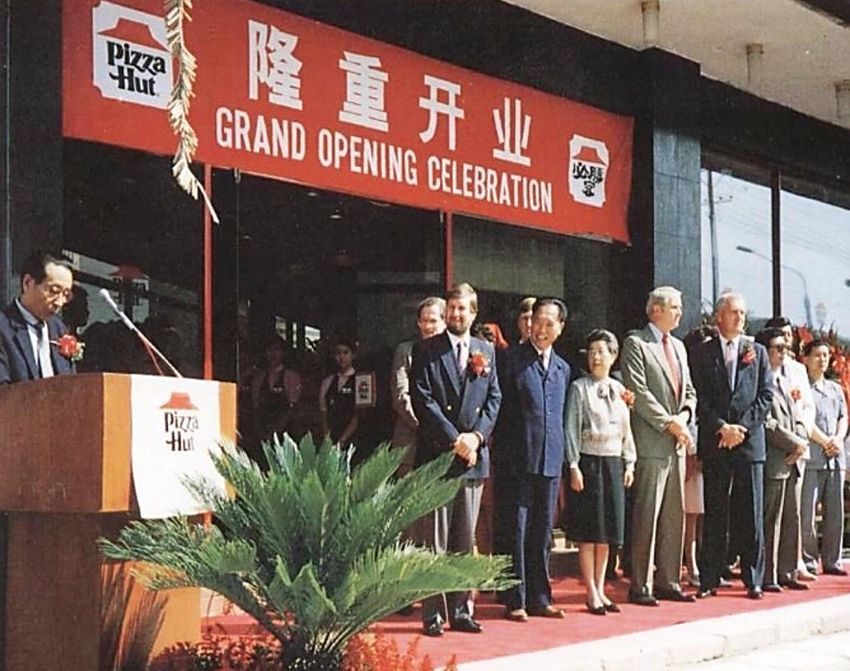 Pizza
Hut
隆重开业
GRAND OPENING CELEBRATION
必胜
客
Pizza
Hut